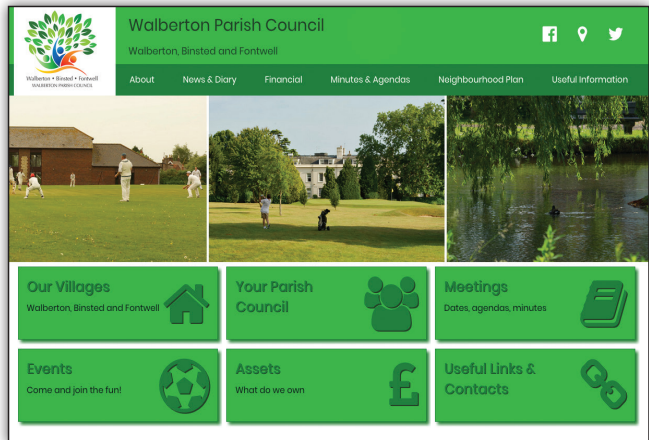 Walberton Parish Council
Walberton, Binsted and Fontwell
Walberton • Binsted • Fontwell
WALBERTON PARISH COUNCIL
About News & Diary Financial Minutes & Agendas Neighbourhood Plan Useful Information
Our Villages
Walberton, Binsted and Fontwell
Your Parish
Council
Meetings
Dates, agendas, minutes
Events
Come and join the fun!
Assets
What do we own
£
Useful Links &
Contacts